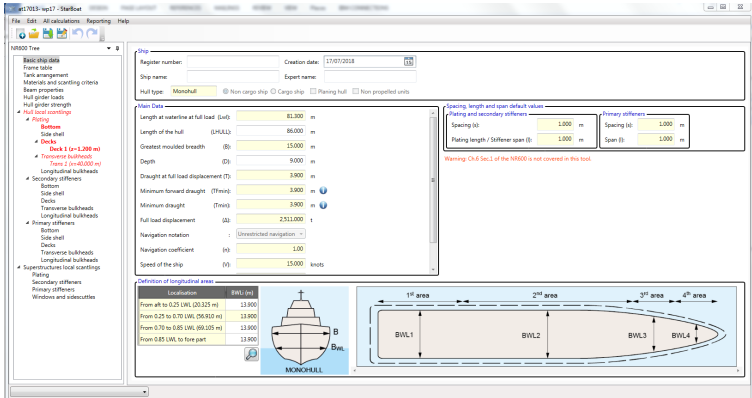 at17013- wp17 - StarBoat
File Edit All calculations Reporting Help
NR600 Tree
Basic ship data
Frame table
Tank arrangement
Materials and scantling criteria
Beam properties
Hull girder loads
Hull girder strength
Hull local scantlings
Plating
Bottom
Side shell
Decks
Deck 1 (z=1,200 m)
Transverse bulkheads
Trans 1 (x=40,000 m)
Longitudinal bulkheads
Secondary stiffeners
Bottom
Side shell
Decks
Transverse bulkheads
Longitudinal bulkheads
Primary stiffeners
Bottom
Side shell
Decks
Transverse bulkheads
Longitudinal bulkheads
Superstructures local scantlings
Plating
Secondary stiffeners
Primary stiffeners
Windows and sidescuttles
Ship
Register number: Creation date: 17/07/2018 15
Ship name: Expert name:
Hull type: Monohull Non cargo ship Cargo ship Planing hull Non propelled units
Main Data
Length at waterline at full load (Lwl): 81.300 m
Length of the hull (LHULL): 86.000 m
Greatest moulded breadth (B): 15.000 m
Depth (D): 9.000 m
Draught at full load displacement (T): 3.900 m
Minimum forward draught (TFmin): 3.900 m
Minimum draught (Tmin): 3.900 m
Full load displacement (Δ): 2,511.000 t
Navigation notation : Unrestricted navigation
Navigation coefficient (n): 1.00
Speed of the ship (V): 15.000 knots
Spacing, length and span default values
Plating and secondary stiffeners
Spacing (s): 1.000 m
Plating length / Stiffener span (l): 1.000 m
Primary stiffeners
Spacing (s): 1.000 m
Span (l): 1.000 m
Warning: Ch.6 Sec.1 of the NR600 is not covered in this tool.
Definition of longitudinal areas
Localisation BWLi (m)
From aft to 0.25 LWL (20.325 m) 13.900
From 0.25 to 0.70 LWL (56.910 m) 13.900
From 0.70 to 0.85 LWL (69.105 m) 13.900
From 0.85 LWL to fore part 13.900
B
BWL
MONOHULL
1st area 2nd area 3rd area 4th area
BWL1 BWL2 BWL3 BWL4